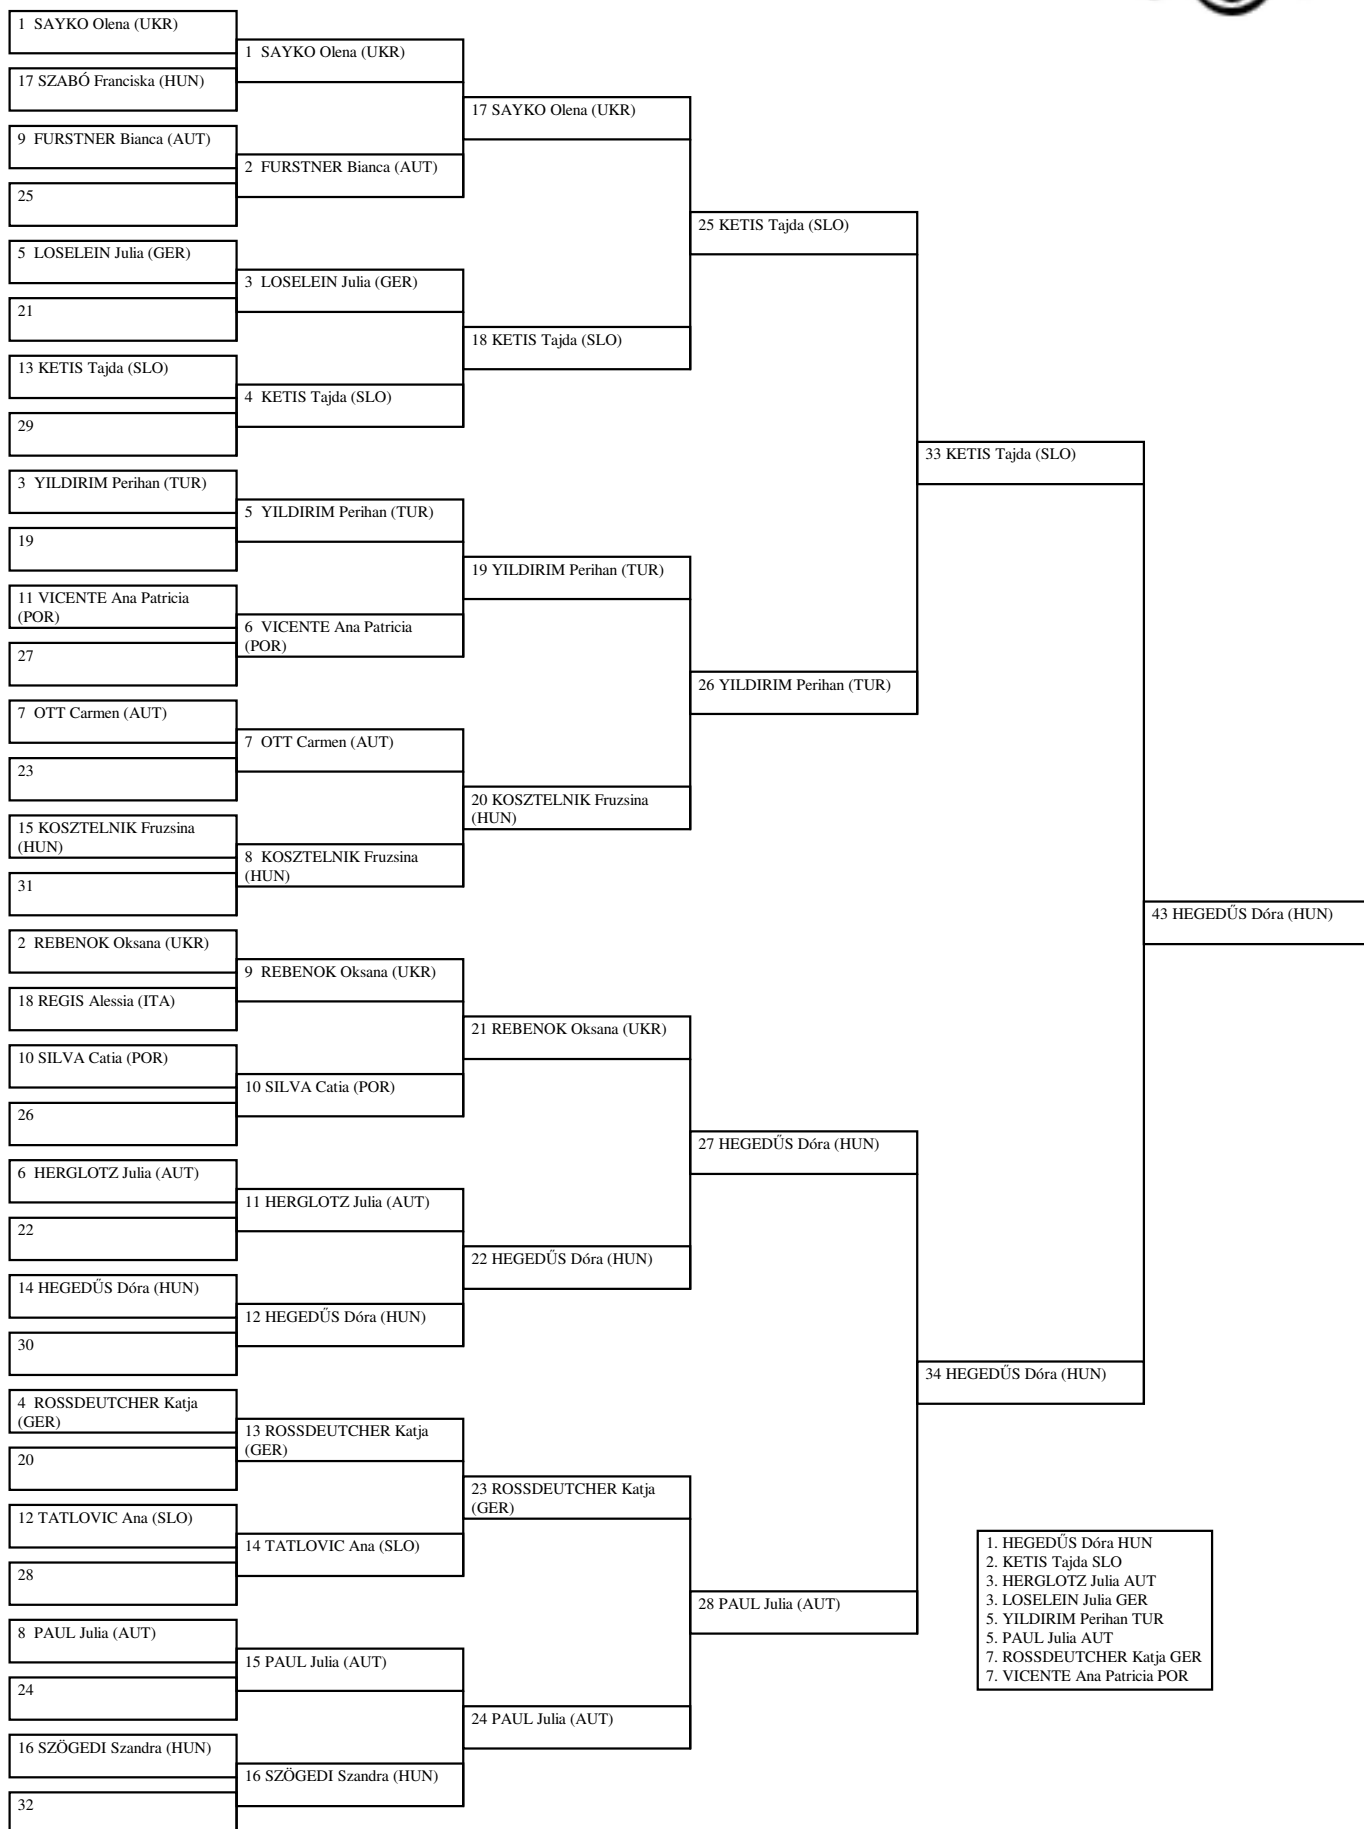 1 SAYKO Olena (UKR)
17 SZABÓ Franciska (HUN)
9 FURSTNER Bianca (AUT)
25
5 LOSELEIN Julia (GER)
21
13 KETIS Tajda (SLO)
29
3 YILDIRIM Perihan (TUR)
19
11 VICENTE Ana Patricia
(POR)
27
7 OTT Carmen (AUT)
23
15 KOSZTELNIK Fruzsina
(HUN)
31
2 REBENOK Oksana (UKR)
18 REGIS Alessia (ITA)
10 SILVA Catia (POR)
26
6 HERGLOTZ Julia (AUT)
22
14 HEGEDŰS Dóra (HUN)
30
4 ROSSDEUTCHER Katja
(GER)
20
12 TATLOVIC Ana (SLO)
28
8 PAUL Julia (AUT)
24
16 SZÖGEDI Szandra (HUN)
32
1 SAYKO Olena (UKR)
2 FURSTNER Bianca (AUT)
3 LOSELEIN Julia (GER)
4 KETIS Tajda (SLO)
5 YILDIRIM Perihan (TUR)
6 VICENTE Ana Patricia
(POR)
7 OTT Carmen (AUT)
8 KOSZTELNIK Fruzsina
(HUN)
9 REBENOK Oksana (UKR)
10 SILVA Catia (POR)
11 HERGLOTZ Julia (AUT)
12 HEGEDŰS Dóra (HUN)
13 ROSSDEUTCHER Katja
(GER)
14 TATLOVIC Ana (SLO)
15 PAUL Julia (AUT)
16 SZÖGEDI Szandra (HUN)
17 SAYKO Olena (UKR)
18 KETIS Tajda (SLO)
19 YILDIRIM Perihan (TUR)
20 KOSZTELNIK Fruzsina
(HUN)
21 REBENOK Oksana (UKR)
22 HEGEDŰS Dóra (HUN)
23 ROSSDEUTCHER Katja
(GER)
24 PAUL Julia (AUT)
25 KETIS Tajda (SLO)
26 YILDIRIM Perihan (TUR)
27 HEGEDŰS Dóra (HUN)
28 PAUL Julia (AUT)
33 KETIS Tajda (SLO)
34 HEGEDŰS Dóra (HUN)
43 HEGEDŰS Dóra (HUN)
1. HEGEDŰS Dóra HUN
2. KETIS Tajda SLO
3. HERGLOTZ Julia AUT
3. LOSELEIN Julia GER
5. YILDIRIM Perihan TUR
5. PAUL Julia AUT
7. ROSSDEUTCHER Katja GER
7. VICENTE Ana Patricia POR